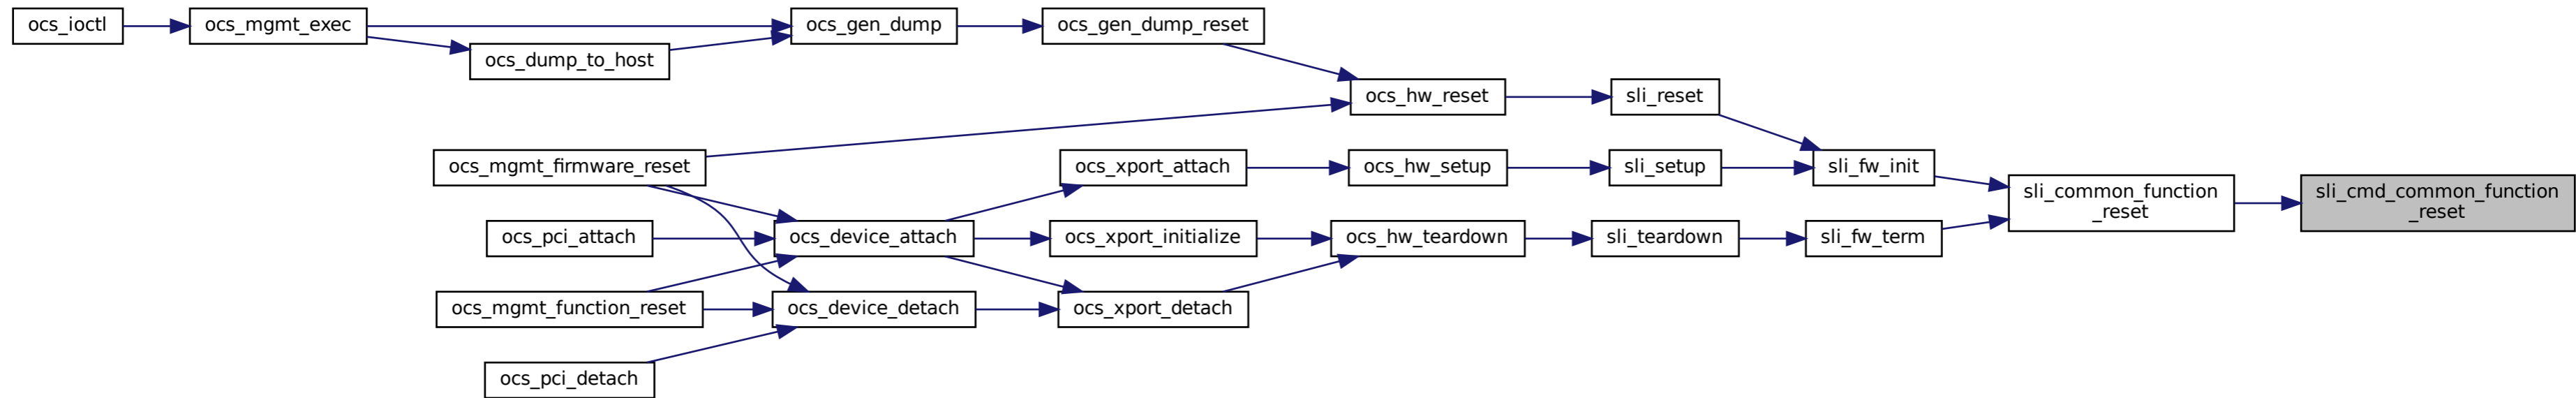 ocs_ioctl
ocs_mgmt_exec
ocs_gen_dump
ocs_gen_dump_reset
ocs_dump_to_host
ocs_hw_reset
sli_reset
ocs_mgmt_firmware_reset
ocs_xport_attach
ocs_hw_setup
sli_setup
sli_fw_init
sli_common_function
_reset
sli_cmd_common_function
_reset
ocs_pci_attach
ocs_device_attach
ocs_xport_initialize
ocs_hw_teardown
sli_teardown
sli_fw_term
ocs_mgmt_function_reset
ocs_device_detach
ocs_xport_detach
ocs_pci_detach